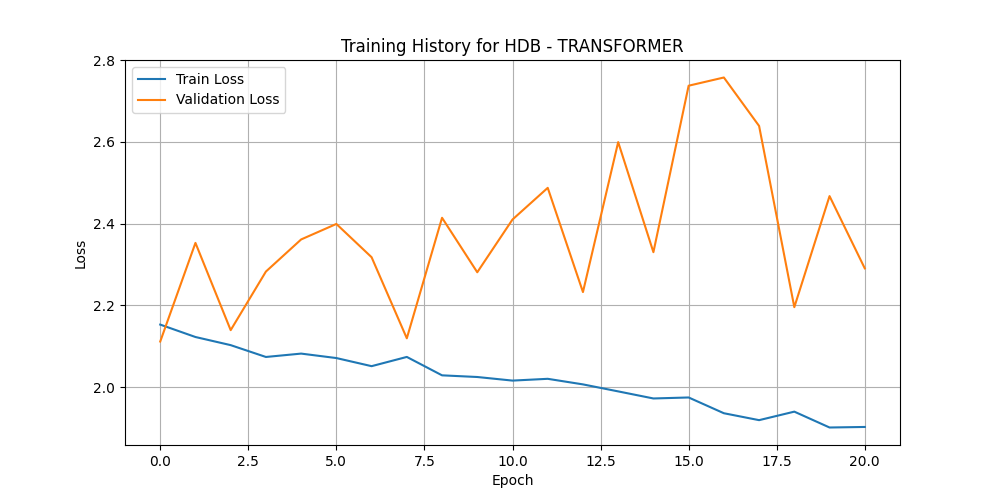 Training History for HDB - TRANSFORMER
Train Loss
Validation Loss
2.8
2.6
2.4
2.2
2.0
Loss
0.0 2.5 5.0 7.5 10.0 12.5 15.0 17.5 20.0
Epoch